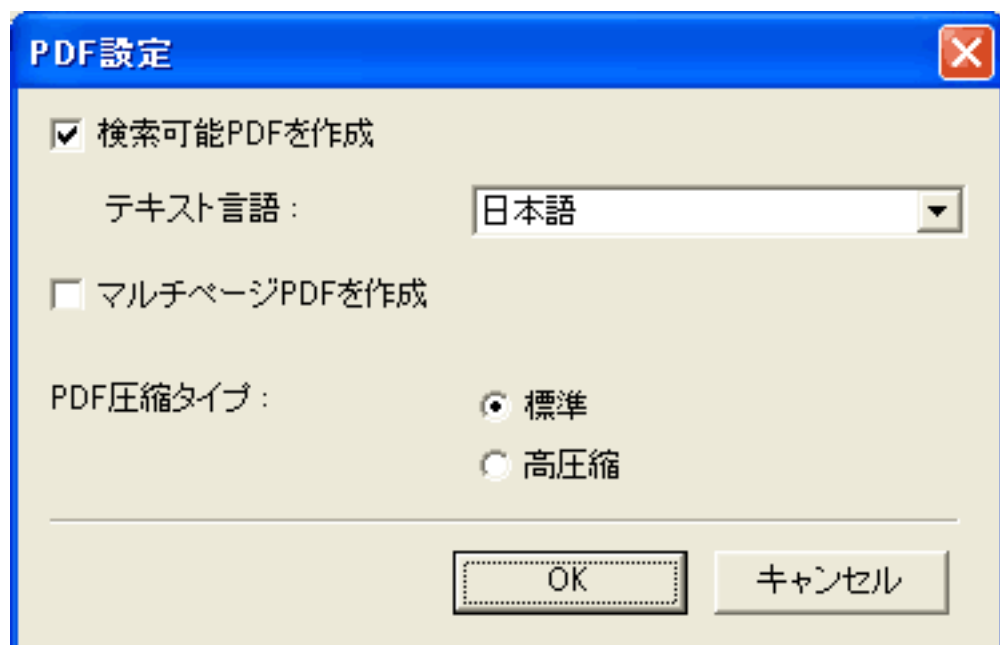 PDF設定
検索可能PDFを作成
テキスト言語： 日本語
マルチページPDFを作成
PDF圧縮タイプ： 標準
高圧縮
OK キャンセル